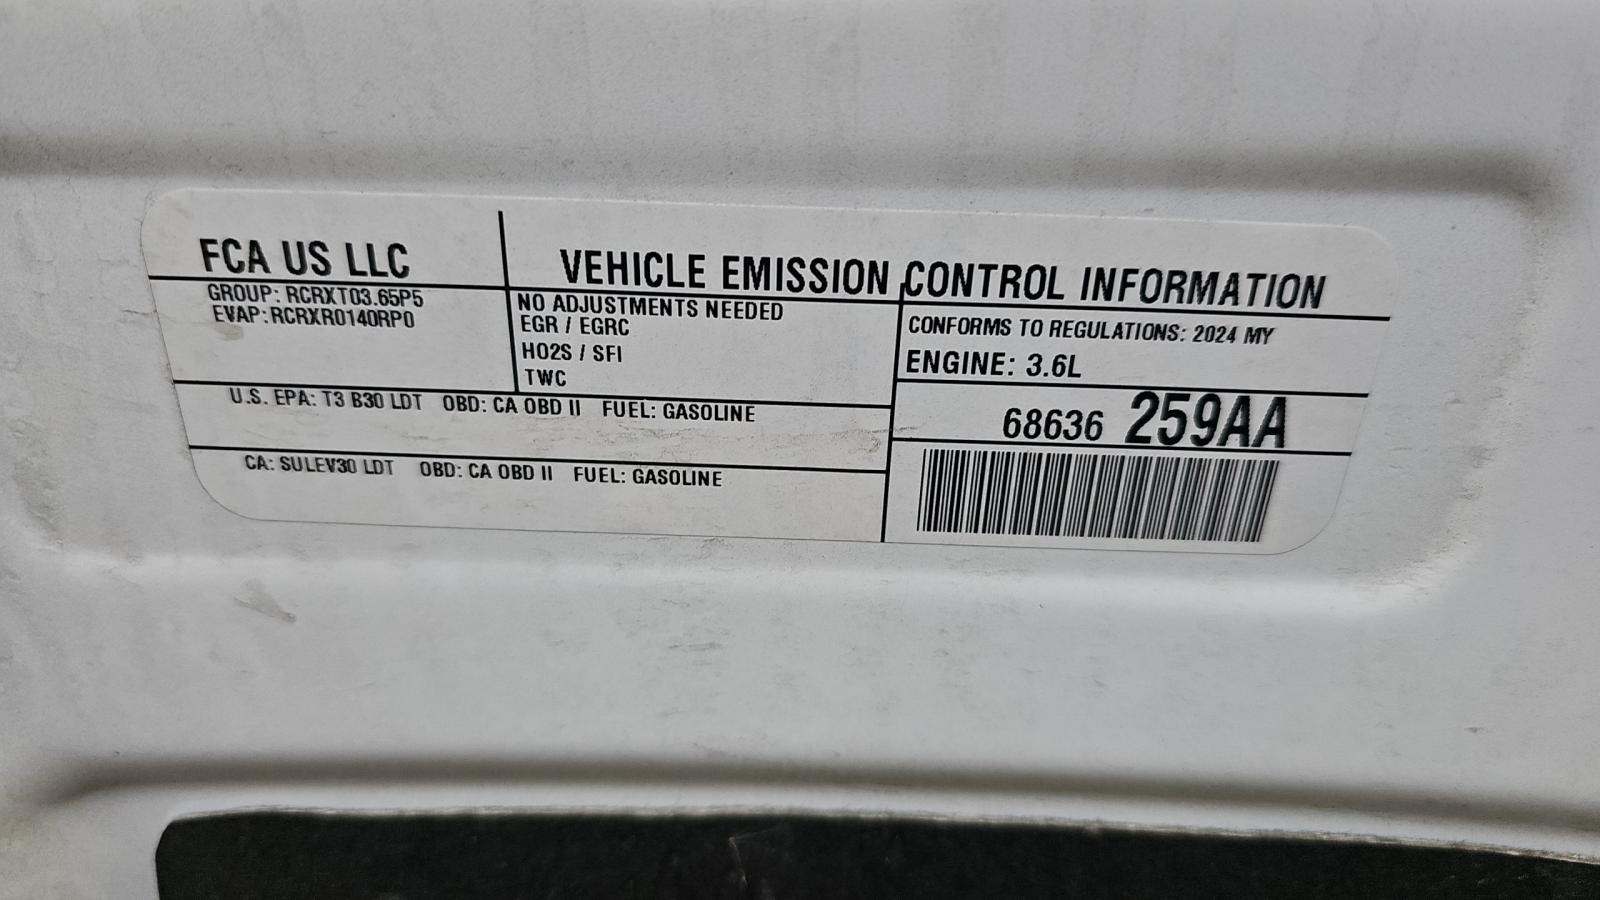 FCA US LLC
VEHICLE EMISSION CONTROL INFORMATION
GROUP: RCRXT03.65P5
EVAP: RCRXR0140RP0
NO ADJUSTMENTS NEEDED
EGR / EGRC
HO2S / SFI
TWC
CONFORMS TO REGULATIONS: 2024 MY
ENGINE: 3.6L
U.S. EPA: T3 B30 LDT OBD: CA OBD II FUEL: GASOLINE
68636 259AA
CA: SULEV30 LDT OBD: CA OBD II FUEL: GASOLINE